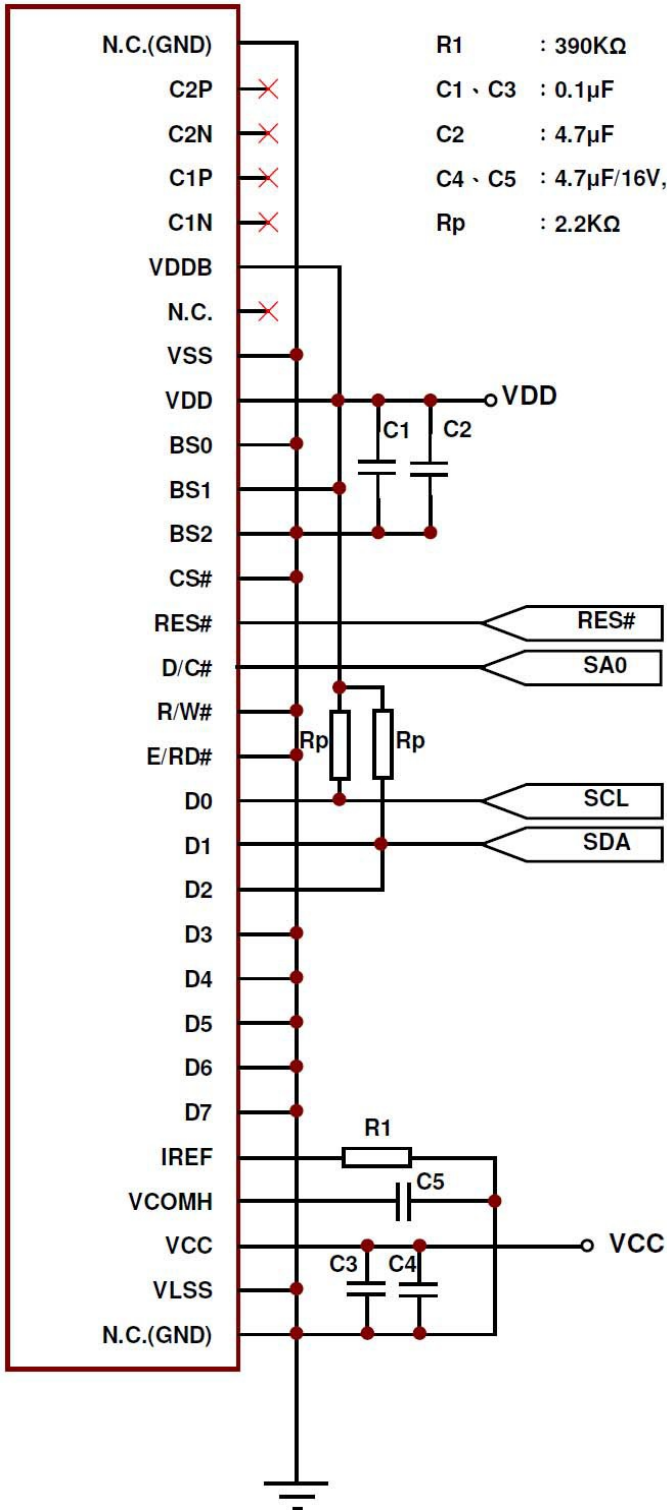 N.C.(GND)
R1 : 390KΩ
C2P
C1、C3 : 0.1µF
C2N
C2 : 4.7µF
C1P
C4、C5 : 4.7µF/16V,
C1N
Rp : 2.2KΩ
VDDB
N.C.
VSS
VDD
VDD
C1 C2
BS0
BS1
BS2
CS#
RES#
RES#
D/C#
SA0
R/W#
Rp Rp
E/RD#
D0
SCL
D1
SDA
D2
D3
D4
D5
D6
D7
R1
IREF
C5
VCOMH
VCC
VCC
C3 C4
VLSS
N.C.(GND)